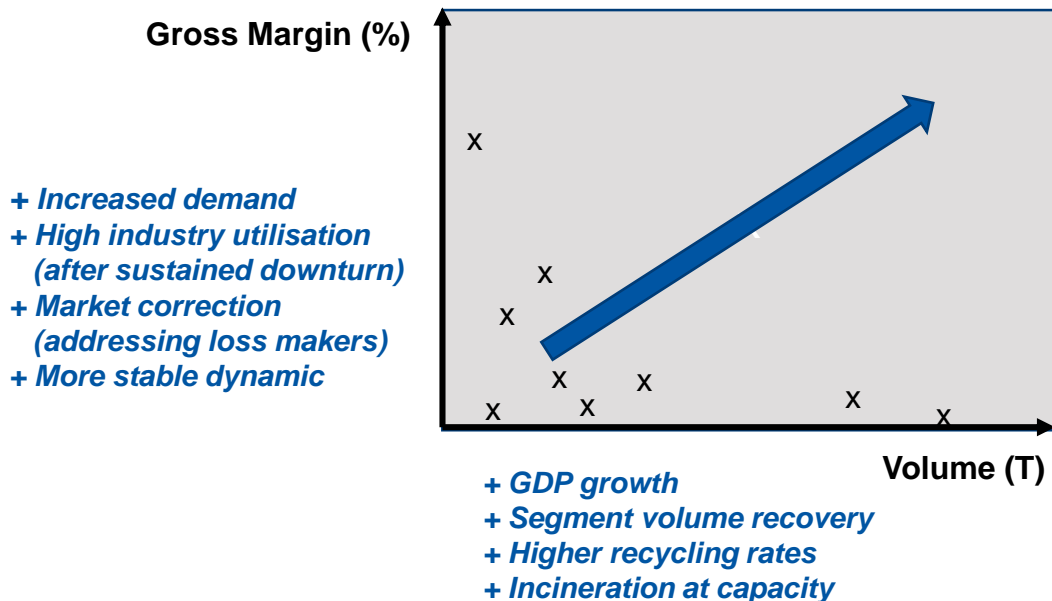 Gross Margin (%)
x
+ Increased demand
+ High industry utilisation
(after sustained downturn)
+ Market correction
(addressing loss makers)
+ More stable dynamic
x
x
x
x
x
x
x
x
Volume (T)
+ GDP growth
+ Segment volume recovery
+ Higher recycling rates
+ Incineration at capacity